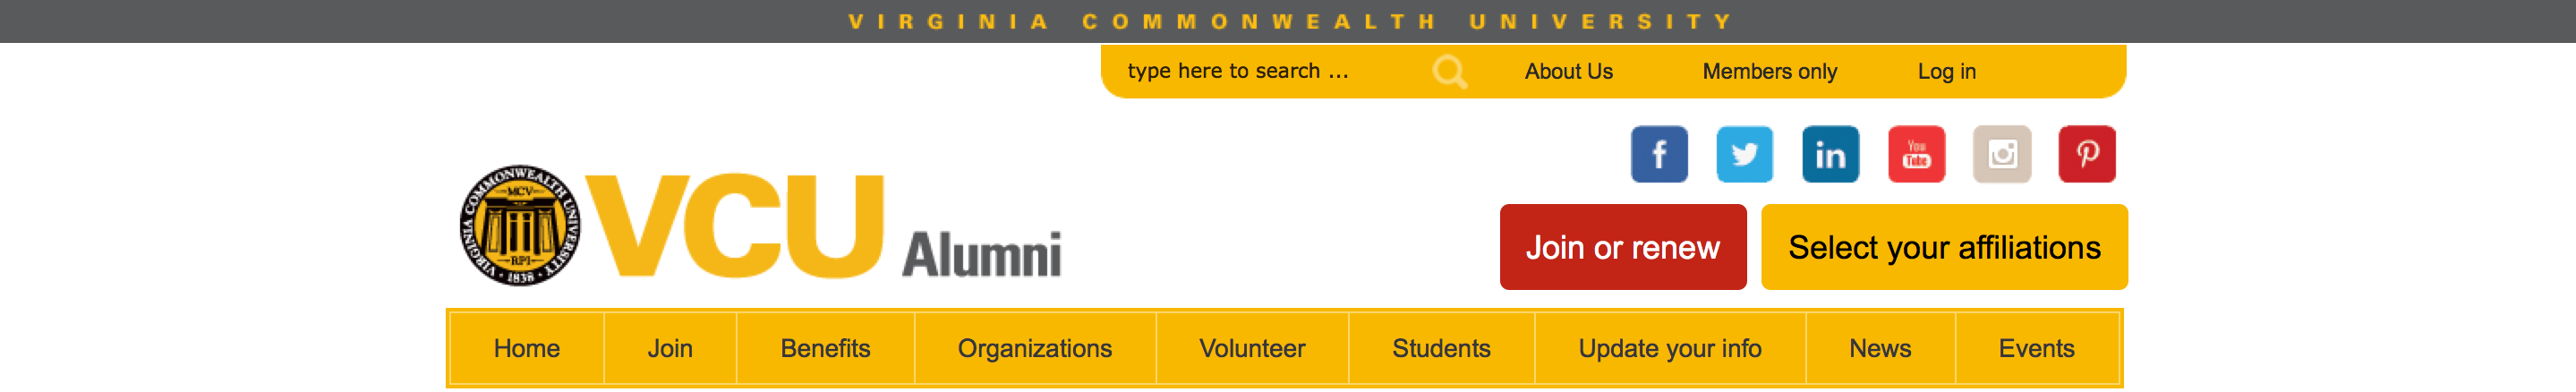 VIRGINIA COMMONWEALTH UNIVERSITY
type here to search ... About Us Members only Log in
f in You Tube
VIRGINIA COMMONWEALTH UNIVERSITY
MCV
RPI
1838
VCU Alumni
Join or renew Select your affiliations
Home Join Benefits Organizations Volunteer Students Update your info News Events